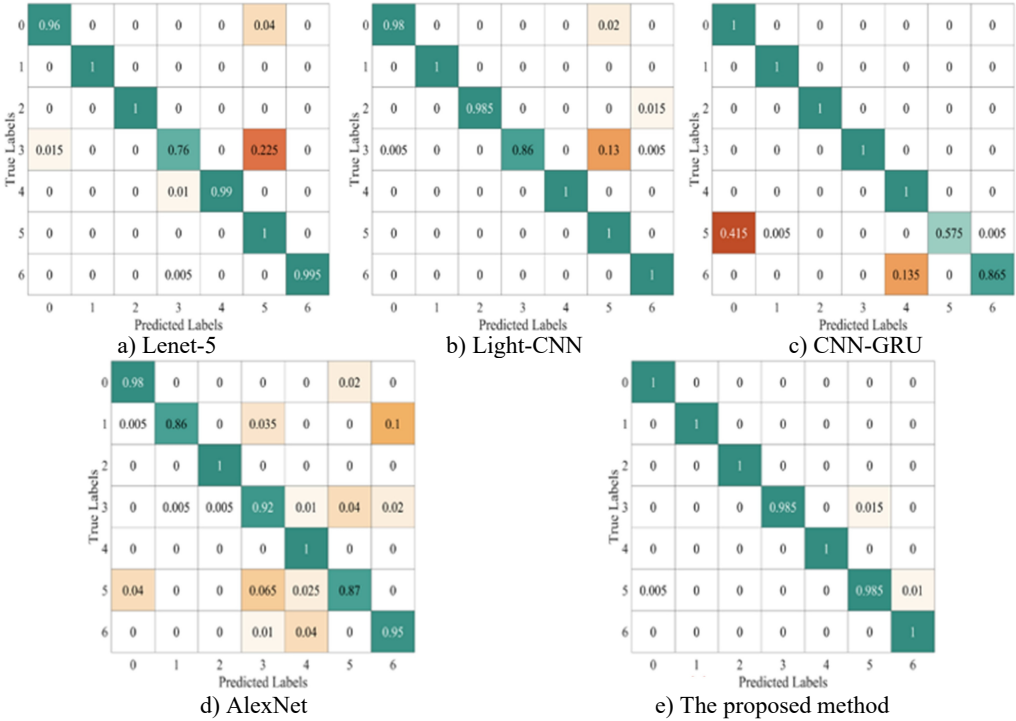 0 0.96 0 0 0 0 0.04 0
1 0 1 0 0 0 0 0
2 0 0 1 0 0 0 0
3 0.015 0 0 0.76 0 0.225 0
4 0 0 0 0.01 0.99 0 0
5 0 0 0 0 0 1 0
6 0 0 0 0.005 0 0 0.995
0 1 2 3 4 5 6
True Labels
Predicted Labels
a) Lenet-5
0 0.98 0 0 0 0 0.02 0
1 0 1 0 0 0 0 0
2 0 0 0.985 0 0 0 0.015
3 0.005 0 0 0.86 0 0.13 0.005
4 0 0 0 0 1 0 0
5 0 0 0 0 0 1 0
6 0 0 0 0 0 0 1
0 1 2 3 4 5 6
True Labels
Predicted Labels
b) Light-CNN
0 1 0 0 0 0 0 0
1 0 1 0 0 0 0 0
2 0 0 1 0 0 0 0
3 0 0 0 1 0 0 0
4 0 0 0 0 1 0 0
5 0.415 0.005 0 0 0 0.575 0.005
6 0 0 0 0 0.135 0 0.865
0 1 2 3 4 5 6
True Labels
Predicted Labels
c) CNN-GRU
0 0.98 0 0 0 0 0.02 0
1 0.005 0.86 0 0.035 0 0 0.1
2 0 0 1 0 0 0 0
3 0 0.005 0.005 0.92 0.01 0.04 0.02
4 0 0 0 0 1 0 0
5 0.04 0 0 0.065 0.025 0.87 0
6 0 0 0 0.01 0.04 0 0.95
0 1 2 3 4 5 6
True Labels
Predicted Labels
d) AlexNet
0 1 0 0 0 0 0 0
1 0 1 0 0 0 0 0
2 0 0 1 0 0 0 0
3 0 0 0 0.985 0 0.015 0
4 0 0 0 0 1 0 0
5 0.005 0 0 0 0 0.985 0.01
6 0 0 0 0 0 0 1
0 1 2 3 4 5 6
True Labels
Predicted Labels
e) The proposed method